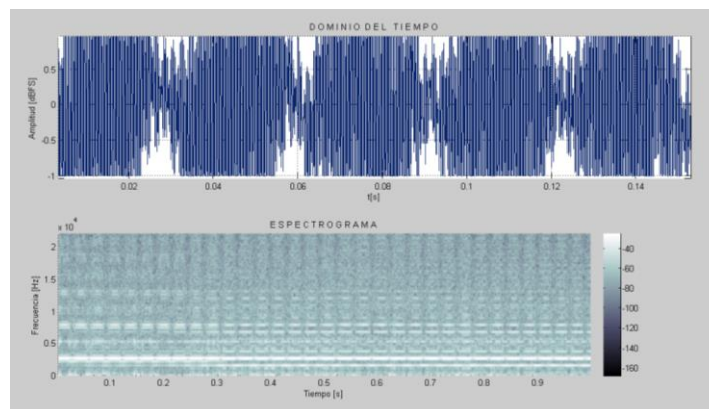 DOMINIO DEL TIEMPO
Amplitud [dBFS]
0.5
0
-0.5
-1
0.02 0.04 0.06 0.08 0.1 0.12 0.14
t[s]
ESPECTROGRAMA
x 10^4
Frecuencia [Hz]
2
1.5
1
0.5
0
0.1 0.2 0.3 0.4 0.5 0.6 0.7 0.8 0.9
Tiempo [s]
-40
-60
-80
-100
-120
-140
-160